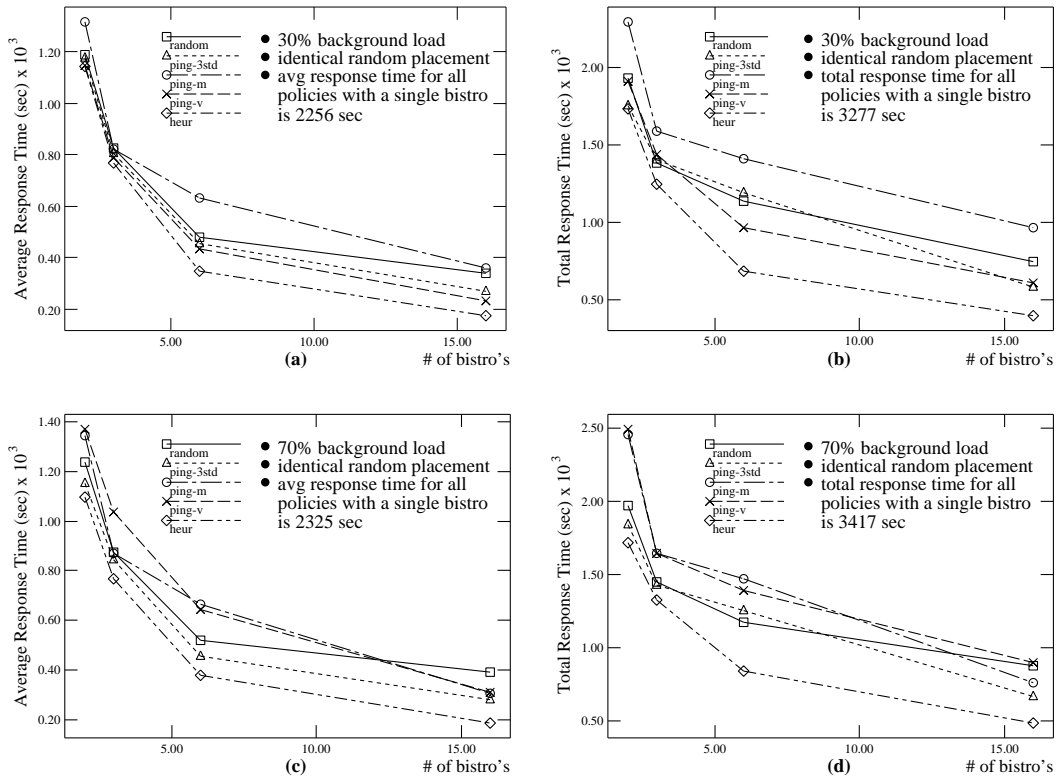 Average Response Time (sec) x 10 3
1.20
1.00
0.80
0.60
0.40
0.20
random
ping-3std
ping-m
ping-v
heur
● 30% background load
● identical random placement
● avg response time for all
policies with a single bistro
is 2256 sec
5.00
10.00
15.00
(a)
# of bistro's
Total Response Time (sec) x 10 3
2.00
1.50
1.00
0.50
random
ping-3std
ping-m
ping-v
heur
● 30% background load
● identical random placement
● total response time for all
policies with a single bistro
is 3277 sec
5.00
10.00
15.00
(b)
# of bistro's
Average Response Time (sec) x 10 3
1.40
1.20
1.00
0.80
0.60
0.40
0.20
random
ping-3std
ping-m
ping-v
heur
● 70% background load
● identical random placement
● avg response time for all
policies with a single bistro
is 2325 sec
5.00
10.00
15.00
(c)
# of bistro's
Total Response Time (sec) x 10 3
2.50
2.00
1.50
1.00
0.50
random
ping-3std
ping-m
ping-v
heur
● 70% background load
● identical random placement
● total response time for all
policies with a single bistro
is 3417 sec
5.00
10.00
15.00
(d)
# of bistro's